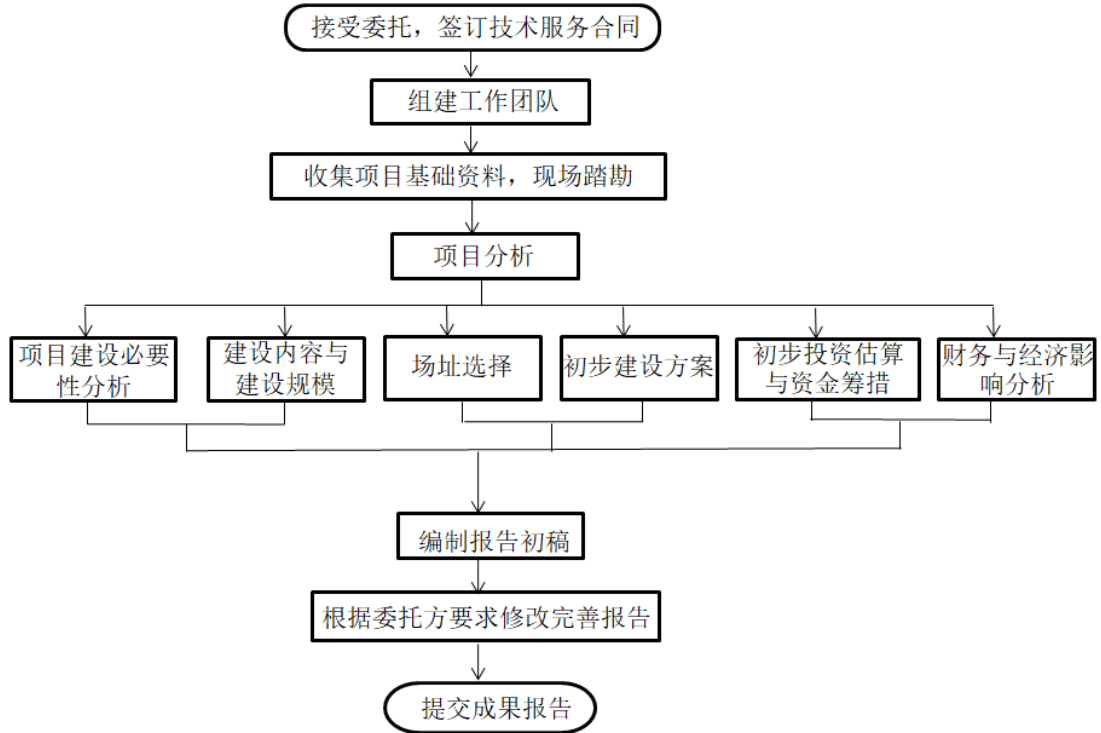 接受委托，签订技术服务合同
组建工作团队
收集项目基础资料，现场踏勘
项目分析
项目建设必要
性分析
建设内容与
建设规模
场址选择
初步建设方案
初步投资估算
与资金筹措
财务与经济影
响分析
编制报告初稿
根据委托方要求修改完善报告
提交成果报告